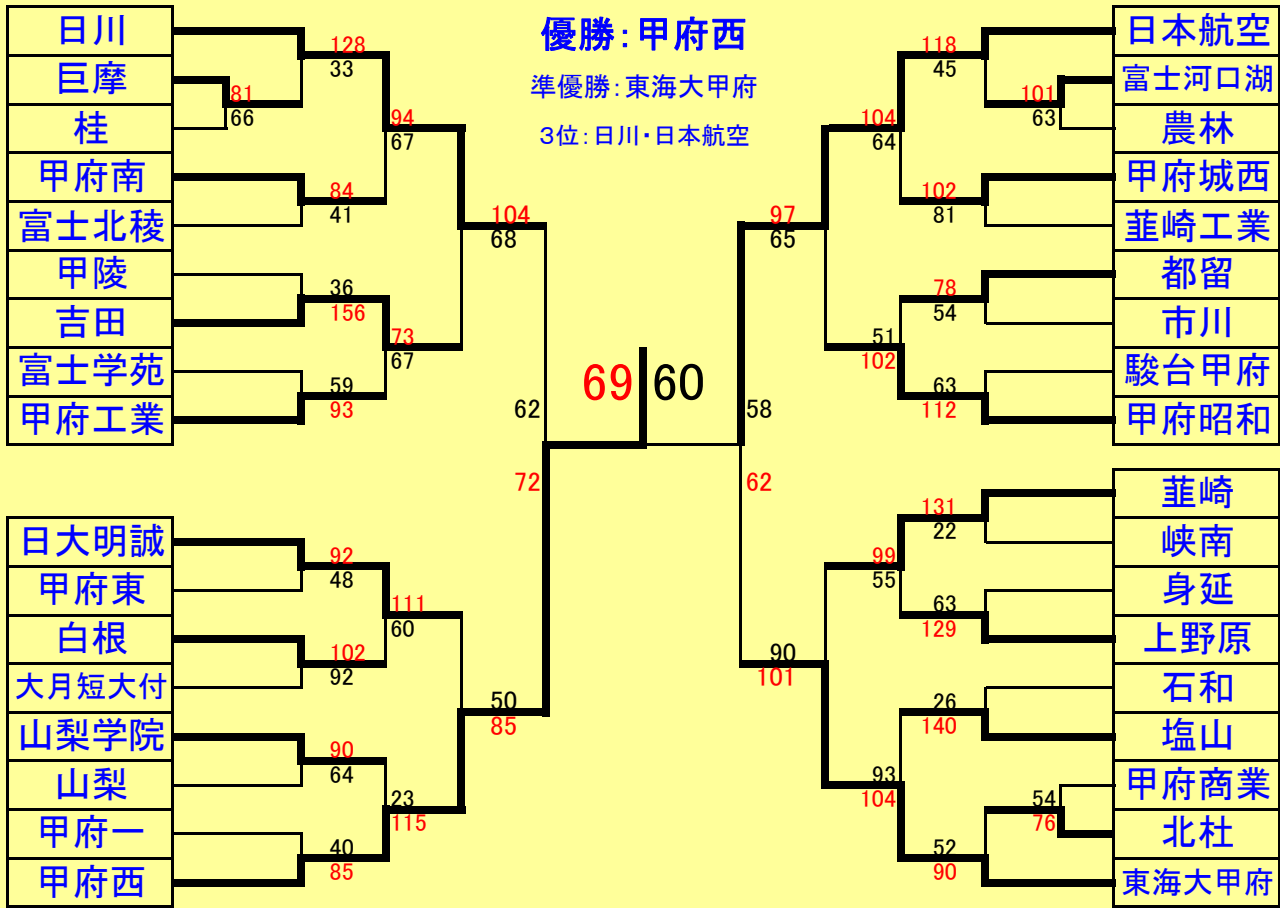 優勝：甲府西
準優勝：東海大甲府
3位：日川・日本航空
日川
巨摩
桂
甲府南
富士北稜
甲陵
吉田
富士学苑
甲府工業
128
33
81
66
94
67
84
41
104
68
36
156
73
67
59
93
62
72
日大明誠
甲府東
白根
大月短大付
山梨学院
山梨
甲府一
甲府西
92
48
111
60
102
92
50
85
90
64
23
115
40
85
69
60
日本航空
富士河口湖
農林
甲府城西
韮崎工業
都留
市川
駿台甲府
甲府昭和
118
45
101
63
104
64
102
81
97
65
78
54
51
102
63
112
58
62
韮崎
峡南
身延
上野原
石和
塩山
甲府商業
北杜
東海大甲府
131
22
99
55
63
129
90
101
26
140
93
104
54
76
52
90